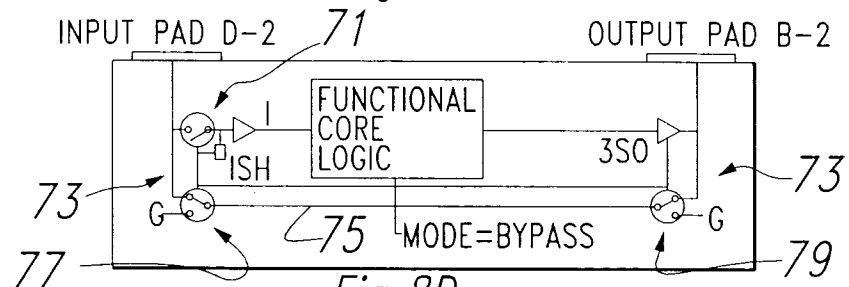 INPUT PAD D-2
71
OUTPUT PAD B-2
I
FUNCTIONAL
CORE
LOGIC
ISH
3SO
73
73
G
G
75
MODE=BYPASS
77
79